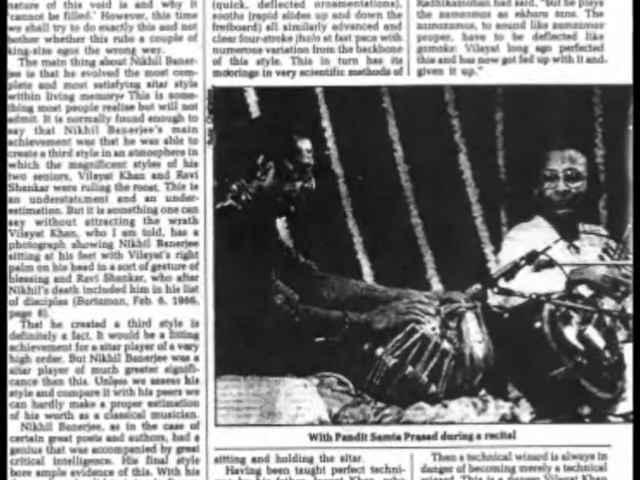 nature of this void is and why it
'cannot be filled.' However, this time
we shall try to do exactly this and not
bother whether this rubs a couple of
king-size egos the wrong way.
The main thing about Nikhil Baner-
jee is that he evolved the most com-
plete and most satisfying sitar style
within living memory. This is some-
thing most people realise but will not
admit. It is normally found enough to
say that Nikhil Banerjee's main
achievement was that he was able to
create a third style in an atmosphere in
which the magnificent styles of his
two seniors, Vilayat Khan and Ravi
Shankar were ruling the roost. This is
an understatement and an under-
estimation. But it is something one can
say without attracting the wrath
Vilayat Khan, who I am told, has a
photograph showing Nikhil Banerjee
sitting at his feet with Vilayat's right
palm on his head in a sort of gesture of
blessing and Ravi Shankar, who after
Nikhil's death included him in his list
of disciples (Bartaman, Feb. 6, 1986,
page 8).
That he created a third style is
definitely a fact. It would be a fitting
achievement for a sitar player of a very
high order. But Nikhil Banerjee was a
sitar player of much greater signifi-
cance than this. Unless we assess his
style and compare it with his peers we
can hardly make a proper estimation
of his worth as a classical musician.
Nikhil Banerjee, as in the case of
certain great poets and authors, had a
genius that was accompanied by great
critical intelligence. His final style
bore ample evidence of this. With his
(quick, deflected ornamentations),
sooths (rapid slides up and down the
fretboard) all similarly advanced and
clear four-stroke jhala at fast pace with
numerous variation from the backbone
of this style. This in turn has its
moorings in very scientific methods of
Radhikamohan had said, "but he plays
the zamzamas as ekhara tans. The
zamzamas, to sound like zamzamas
proper, have to be deflected like
gamaks. Vilayat long ago perfected
this and has now got fed up with it and
given it up."
With Pandit Samta Prasad during a recital
sitting and holding the sitar.
Having been taught perfect techni-
Then a technical wizard is always in
danger of becoming merely a technical
wizard. This is a danger Vilayat Khan